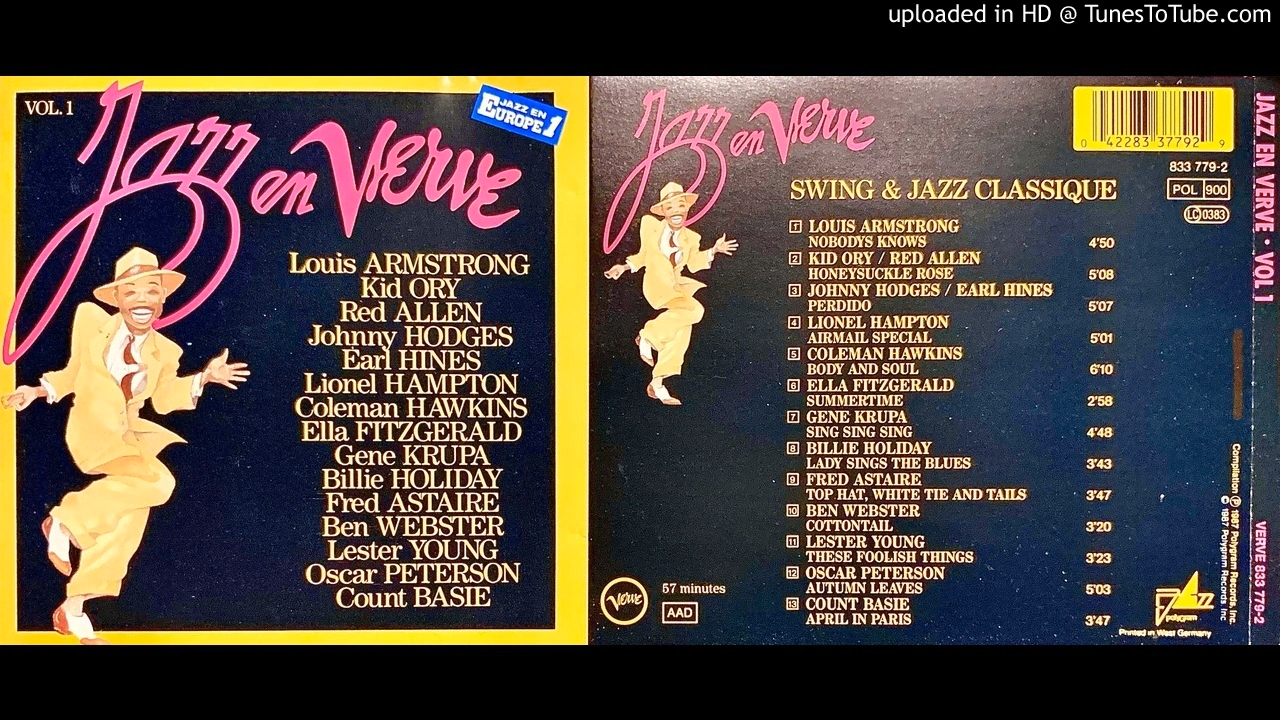 uploaded in HD @ TunesToTube.com
VOL. 1
JAZZ EN
EUROPE 1
Jazz en Verve
Louis ARMSTRONG
Kid ORY
Red ALLEN
Johnny HODGES
Earl HINES
Lionel HAMPTON
Coleman HAWKINS
Ella FITZGERALD
Gene KRUPA
Billie HOLIDAY
Fred ASTAIRE
Ben WEBSTER
Lester YOUNG
Oscar PETERSON
Count BASIE
Jazz en Verve
0 42283 37792 9
833 779-2
POL 900
LC 0383
SWING & JAZZ CLASSIQUE
1 LOUIS ARMSTRONG
NOBODYS KNOWS 4'50
2 KID ORY / RED ALLEN
HONEYSUCKLE ROSE 5'08
3 JOHNNY HODGES / EARL HINES
PERDIDO 5'07
4 LIONEL HAMPTON
AIRMAIL SPECIAL 5'01
5 COLEMAN HAWKINS
BODY AND SOUL 6'10
6 ELLA FITZGERALD
SUMMERTIME 2'58
7 GENE KRUPA
SING SING SING 4'48
8 BILLIE HOLIDAY
LADY SINGS THE BLUES 3'43
9 FRED ASTAIRE
TOP HAT, WHITE TIE AND TAILS 3'47
10 BEN WEBSTER
COTTONTAIL 3'20
11 LESTER YOUNG
THESE FOOLISH THINGS 3'23
12 OSCAR PETERSON
AUTUMN LEAVES 5'03
13 COUNT BASIE
APRIL IN PARIS 3'47
Verve
57 minutes
AAD
Jazz
polygram
Printed in West Germany
Compilation ℗ 1987 Polygram Records, Inc.
© 1987 Polygram Records, Inc.
JAZZ EN VERVE • VOL 1
VERVE 833 779-2